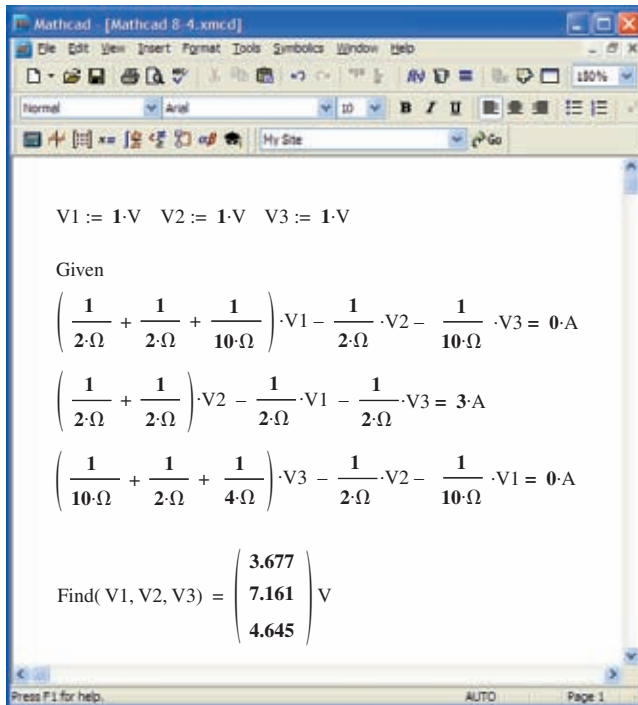 Mathcad - [Mathcad 8-4.xmcd]
File Edit View Insert Format Tools Symbolics Window Help
150%
Normal Arial 10 B I U
My Site Go
V1 := 1·V V2 := 1·V V3 := 1·V
Given
( 1/(2·Ω) + 1/(2·Ω) + 1/(10·Ω) )·V1 – 1/(2·Ω) ·V2 – 1/(10·Ω) ·V3 = 0·A
( 1/(2·Ω) + 1/(2·Ω) )·V2 – 1/(2·Ω) ·V1 – 1/(2·Ω) ·V3 = 3·A
( 1/(10·Ω) + 1/(2·Ω) + 1/(4·Ω) )·V3 – 1/(2·Ω) ·V2 – 1/(10·Ω) ·V1 = 0·A
3.677
Find( V1, V2, V3) = ( 7.161 ) V
4.645
Press F1 for help. AUTO Page 1